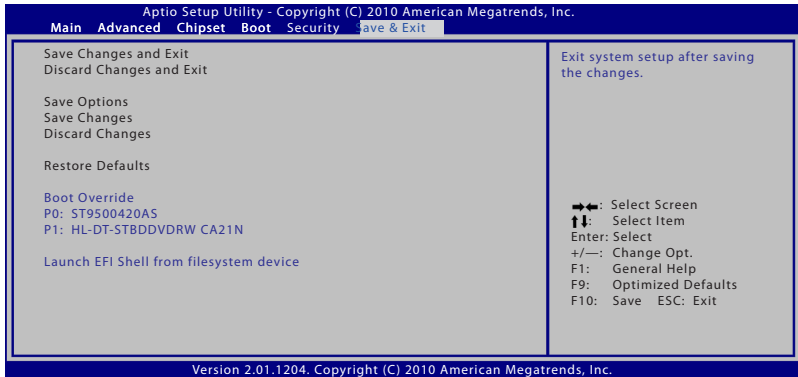 Aptio Setup Utility - Copyright (C) 2010 American Megatrends, Inc.
Main Advanced Chipset Boot Security Save & Exit
Save Changes and Exit
Discard Changes and Exit
Save Options
Save Changes
Discard Changes
Restore Defaults
Boot Override
P0: ST9500420AS
P1: HL-DT-STBDDVDRW CA21N
Launch EFI Shell from filesystem device
Exit system setup after saving
the changes.
→←: Select Screen
↑↓: Select Item
Enter: Select
+/—: Change Opt.
F1: General Help
F9: Optimized Defaults
F10: Save ESC: Exit
Version 2.01.1204. Copyright (C) 2010 American Megatrends, Inc.